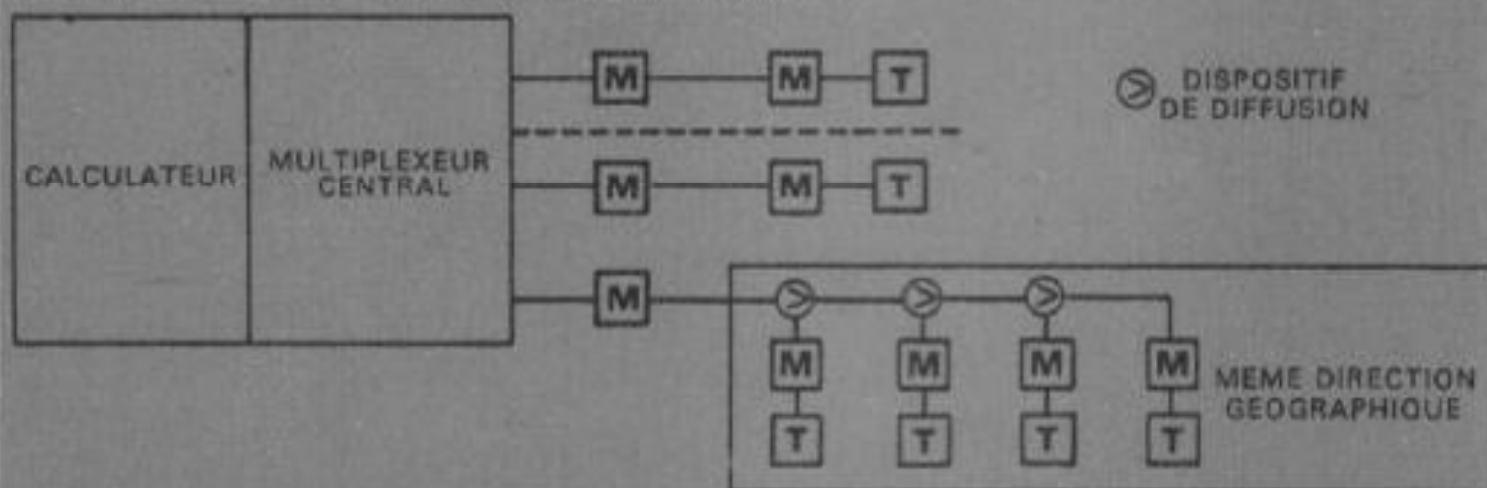 M M T
DISPOSITIF
DE DIFFUSION
CALCULATEUR
MULTIPLEXEUR
CENTRAL
M M T
M
M M M M
MEME DIRECTION
GEOGRAPHIQUE
T T T T